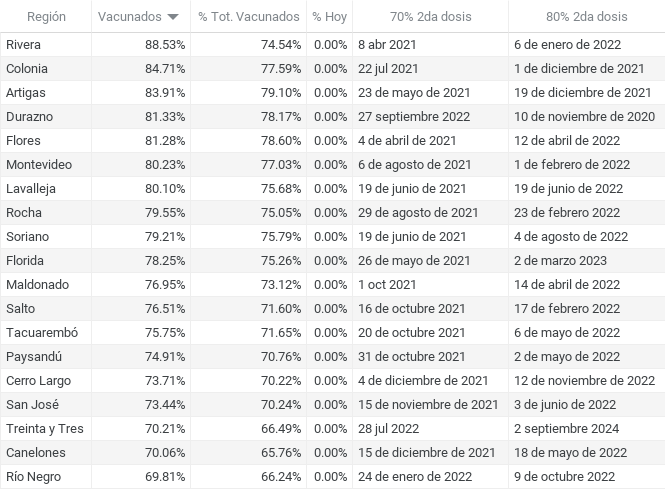 Región Vacunados % Tot. Vacunados % Hoy 70% 2da dosis 80% 2da dosis
Rivera 88.53% 74.54% 0.00% 8 abr 2021 6 de enero de 2022
Colonia 84.71% 77.59% 0.00% 22 jul 2021 1 de diciembre de 2021
Artigas 83.91% 79.10% 0.00% 23 de mayo de 2021 19 de diciembre de 2021
Durazno 81.33% 78.17% 0.00% 27 septiembre 2022 10 de noviembre de 2020
Flores 81.28% 78.60% 0.00% 4 de abril de 2021 12 de abril de 2022
Montevideo 80.23% 77.03% 0.00% 6 de agosto de 2021 1 de febrero de 2022
Lavalleja 80.10% 75.68% 0.00% 19 de junio de 2021 19 de junio de 2022
Rocha 79.55% 75.05% 0.00% 29 de agosto de 2021 23 de febrero 2022
Soriano 79.21% 75.79% 0.00% 19 de junio de 2021 4 de agosto de 2022
Florida 78.25% 75.26% 0.00% 26 de mayo de 2021 2 de marzo 2023
Maldonado 76.95% 73.12% 0.00% 1 oct 2021 14 de abril de 2022
Salto 76.51% 71.60% 0.00% 16 de octubre 2021 17 de febrero 2022
Tacuarembó 75.75% 71.65% 0.00% 20 de octubre 2021 6 de mayo de 2022
Paysandú 74.91% 70.76% 0.00% 31 de octubre 2021 2 de mayo de 2022
Cerro Largo 73.71% 70.22% 0.00% 4 de diciembre de 2021 12 de noviembre de 2022
San José 73.44% 70.24% 0.00% 15 de noviembre de 2021 3 de junio de 2022
Treinta y Tres 70.21% 66.49% 0.00% 28 jul 2022 2 septiembre 2024
Canelones 70.06% 65.76% 0.00% 15 de diciembre de 2021 18 de mayo de 2022
Río Negro 69.81% 66.24% 0.00% 24 de enero de 2022 9 de octubre 2022